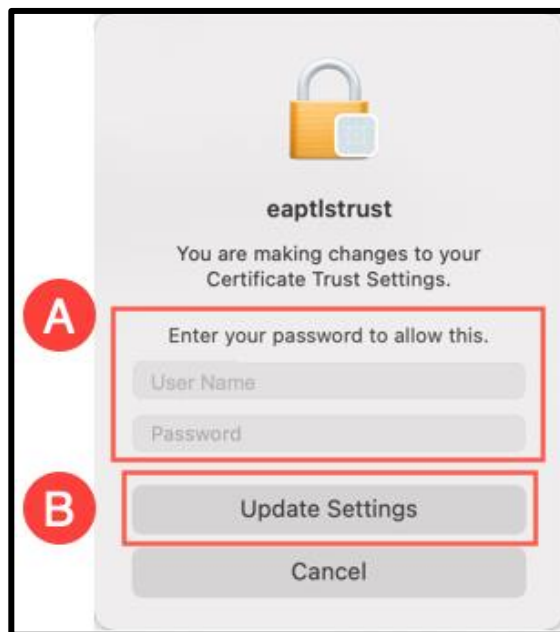 eaptlstrust
You are making changes to your
Certificate Trust Settings.
A
Enter your password to allow this.
User Name
Password
B
Update Settings
Cancel